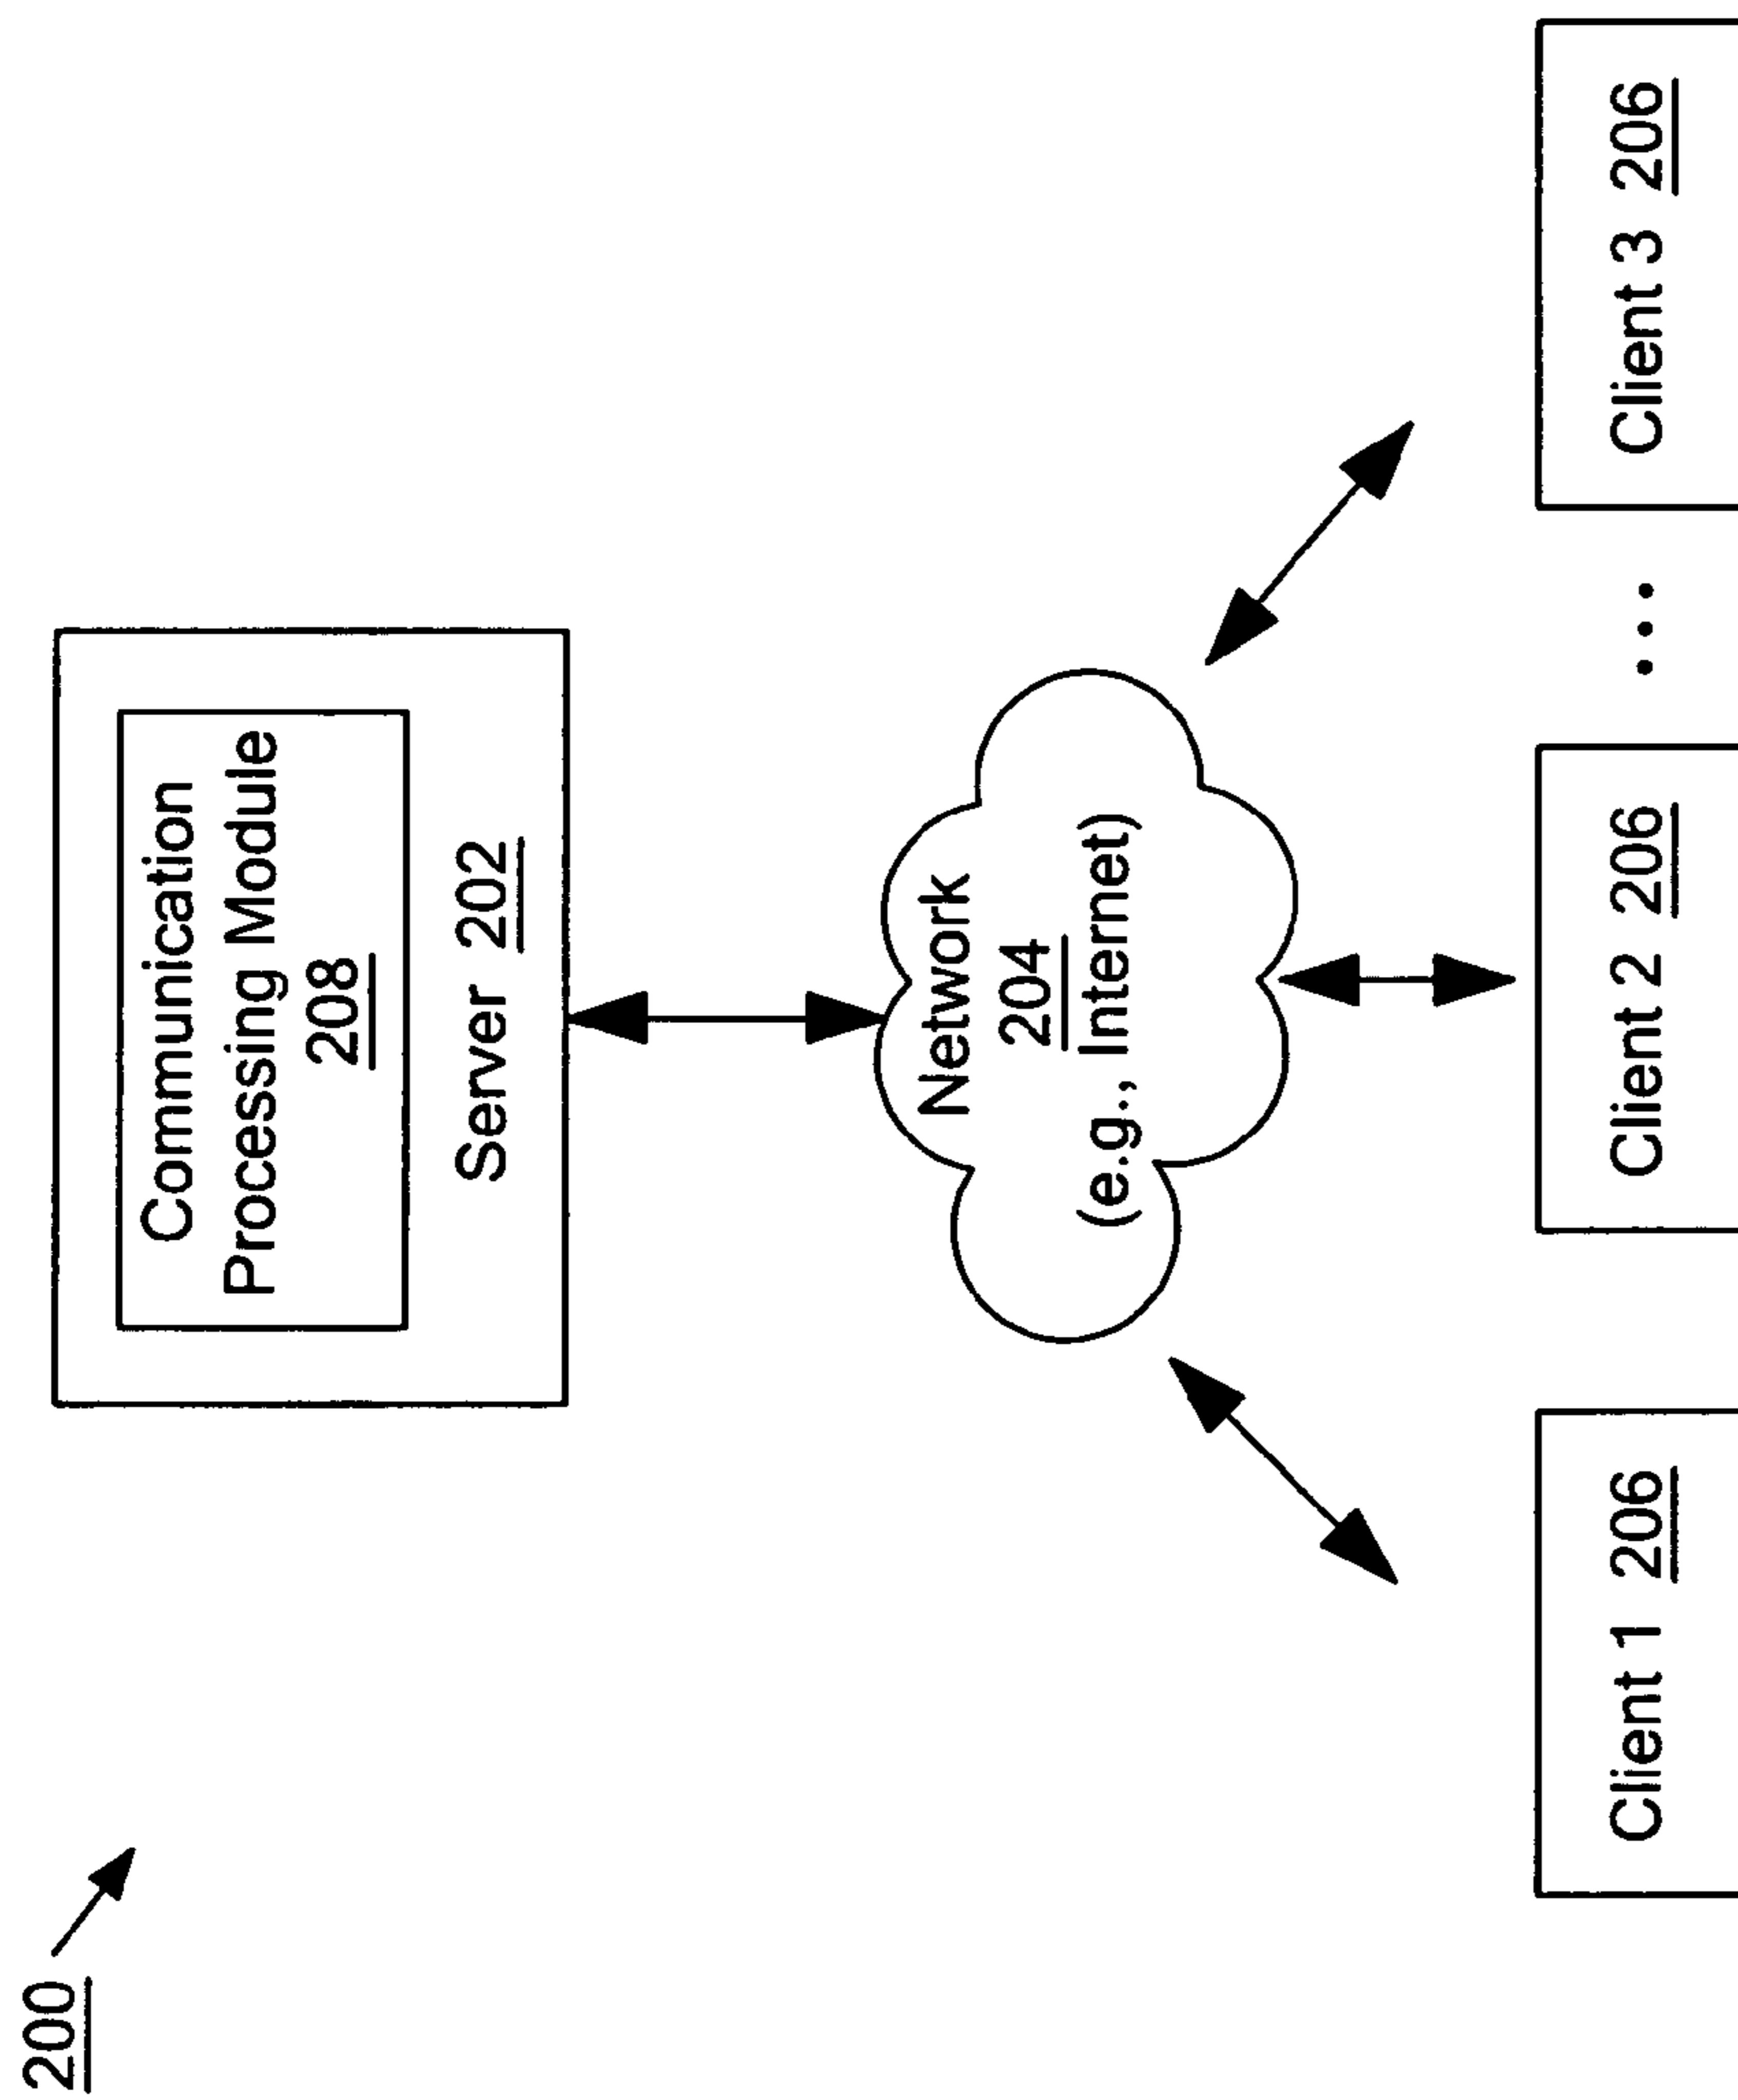 200
Communication
Processing Module
208
Server 202
Network
204
(e.g., Internet)
Client 1 206
Client 2 206
...
Client 3 206